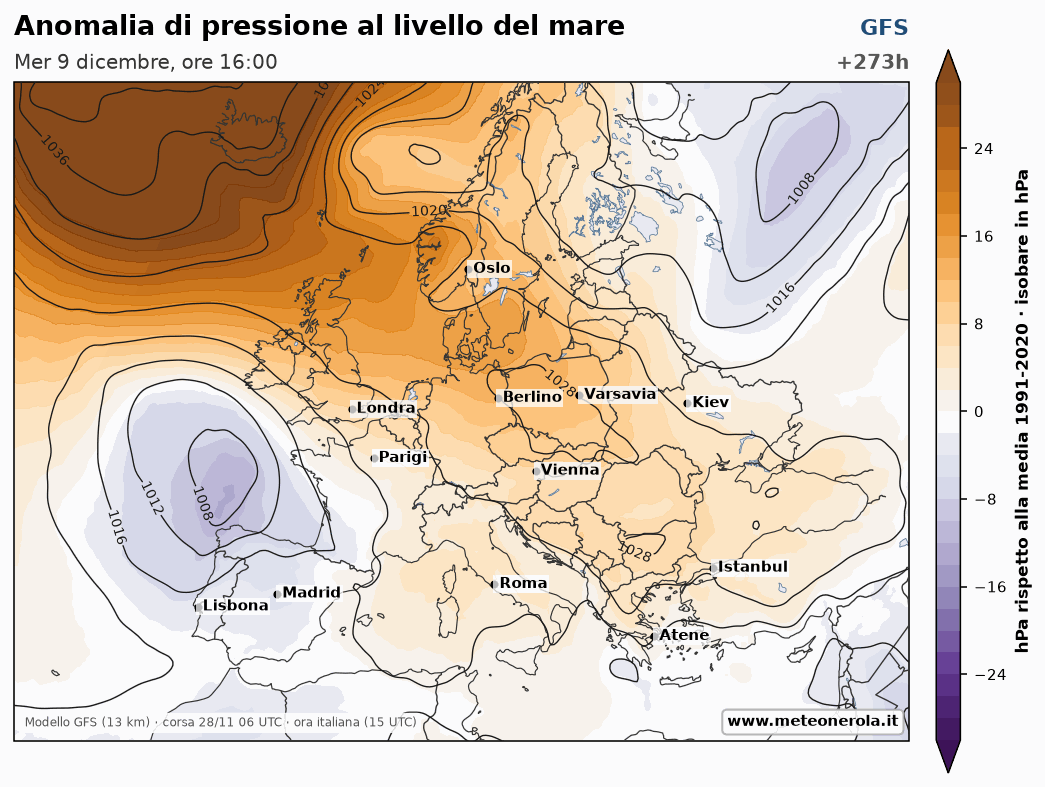 Anomalia di pressione al livello del mare
GFS
Mer 9 dicembre, ore 16:00
+273h
1024
1036
1008
1020
Oslo
1016
1028
Berlino
Varsavia
Kiev
Londra
Parigi
Vienna
1012
1008
1016
1028
Istanbul
Roma
Madrid
Lisbona
Atene
Modello GFS (13 km) · corsa 28/11 06 UTC · ora italiana (15 UTC)
www.meteonerola.it
24
16
8
0
−8
−16
−24
hPa rispetto alla media 1991-2020 · isobare in hPa